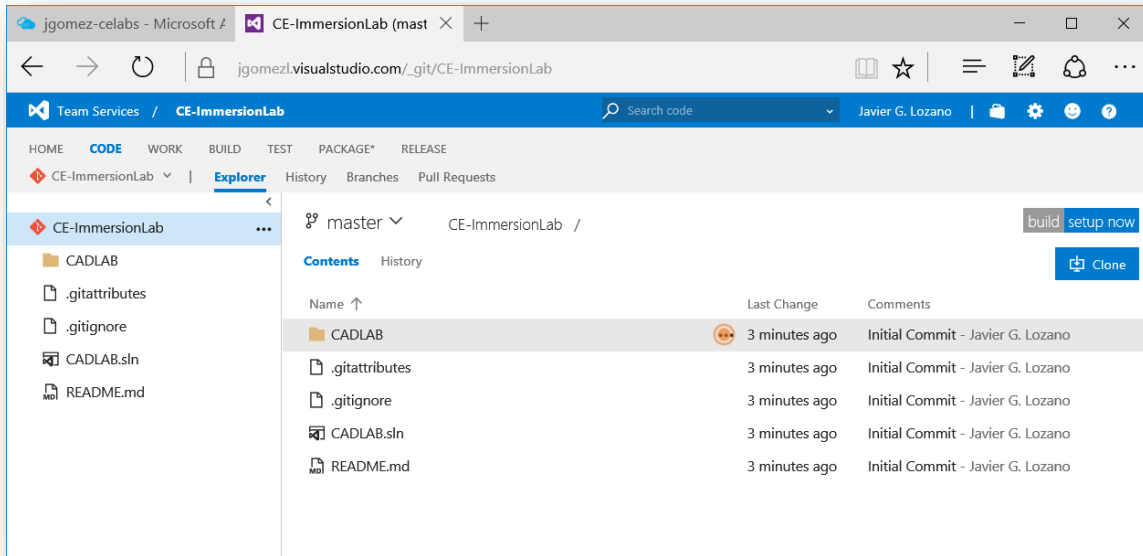 jgomez-celabs - Microsoft A
CE-ImmersionLab (mast
jgomezl.visualstudio.com/_git/CE-ImmersionLab
Team Services / CE-ImmersionLab
Search code
Javier G. Lozano |
HOME CODE WORK BUILD TEST PACKAGE* RELEASE
CE-ImmersionLab | Explorer History Branches Pull Requests
CE-ImmersionLab
CADLAB
.gitattributes
.gitignore
CADLAB.sln
README.md
master CE-ImmersionLab /
build setup now
Contents History
Clone
Name Last Change Comments
CADLAB 3 minutes ago Initial Commit - Javier G. Lozano
.gitattributes 3 minutes ago Initial Commit - Javier G. Lozano
.gitignore 3 minutes ago Initial Commit - Javier G. Lozano
CADLAB.sln 3 minutes ago Initial Commit - Javier G. Lozano
README.md 3 minutes ago Initial Commit - Javier G. Lozano